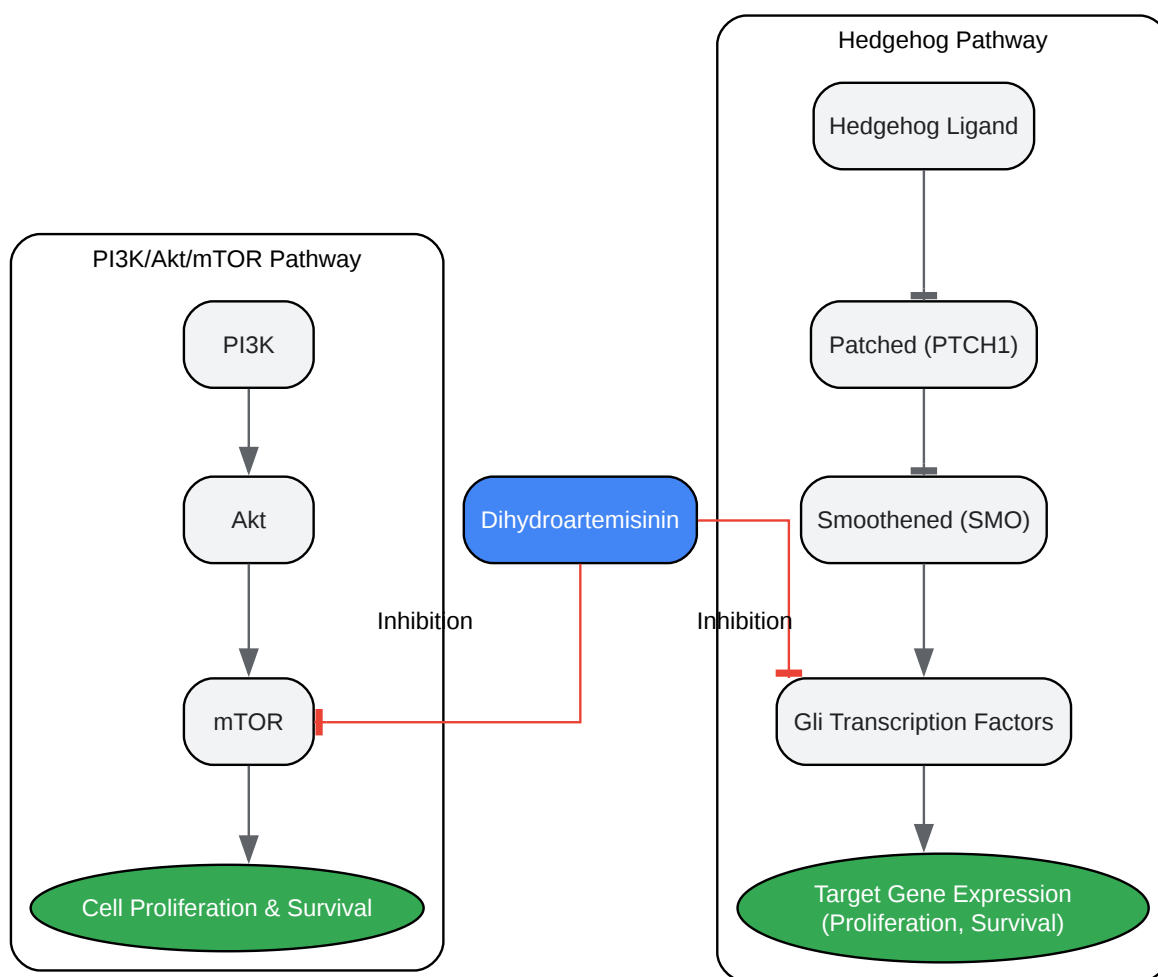 Hedgehog Pathway
Hedgehog Ligand
PI3K/Akt/mTOR Pathway
PI3K
Patched (PTCH1)
Akt
Dihydroartemisinin
Smoothened (SMO)
Inhibition
Inhibition
mTOR
Gli Transcription Factors
Cell Proliferation & Survival
Target Gene Expression
(Proliferation, Survival)